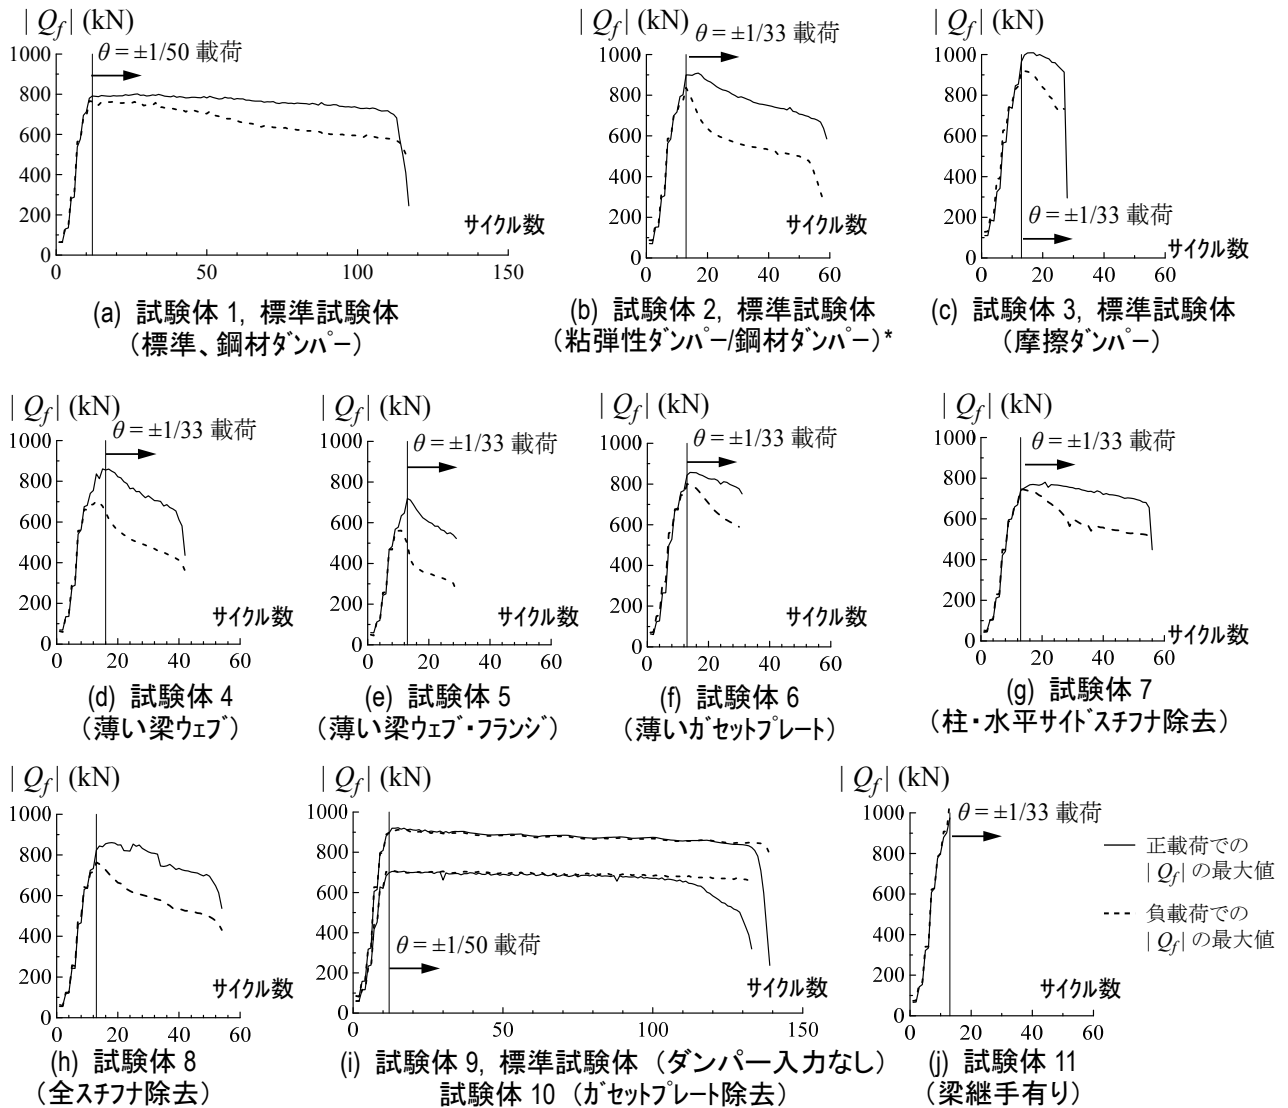 | Qf| (kN)
θ = ±1/50 載荷
1000
800
600
400
200
0
0
50
100
150
サイクル数
(a) 試験体 1, 標準試験体
（標準、鋼材ダンパー）
| Qf| (kN)
θ = ±1/33 載荷
1000
800
600
400
200
0
0
20
40
60
サイクル数
(b) 試験体 2, 標準試験体
（粘弾性ダンパー/鋼材ダンパー）*
| Qf| (kN)
1000
800
600
400
200
0
θ = ±1/33 載荷
0
20
40
60
サイクル数
(c) 試験体 3, 標準試験体
（摩擦ダンパー）
| Qf| (kN)
θ = ±1/33 載荷
1000
800
600
400
200
0
0
20
40
60
サイクル数
(d) 試験体 4
（薄い梁ウェブ）
| Qf| (kN)
θ = ±1/33 載荷
1000
800
600
400
200
0
0
20
40
60
サイクル数
(e) 試験体 5
（薄い梁ウェブ・フランジ）
| Qf| (kN)
θ = ±1/33 載荷
1000
800
600
400
200
0
0
20
40
60
サイクル数
(f) 試験体 6
（薄いガセットプレート）
| Qf| (kN)
θ = ±1/33 載荷
1000
800
600
400
200
0
0
20
40
60
サイクル数
(g) 試験体 7
（柱・水平サイドスチフナ除去）
| Qf| (kN)
1000
800
600
400
200
0
0
20
40
60
サイクル数
(h) 試験体 8
（全スチフナ除去）
| Qf| (kN)
1000
800
600
400
200
0
θ = ±1/50 載荷
0
50
100
150
サイクル数
(i) 試験体 9, 標準試験体 （ダンパー入力なし）
試験体 10（ガセットプレート除去）
| Qf| (kN)
θ = ±1/33 載荷
1000
800
600
400
200
0
0
20
40
60
サイクル数
(j) 試験体 11
（梁継手有り）
正載荷での
| Qf| の最大値
負載荷での
| Qf| の最大値